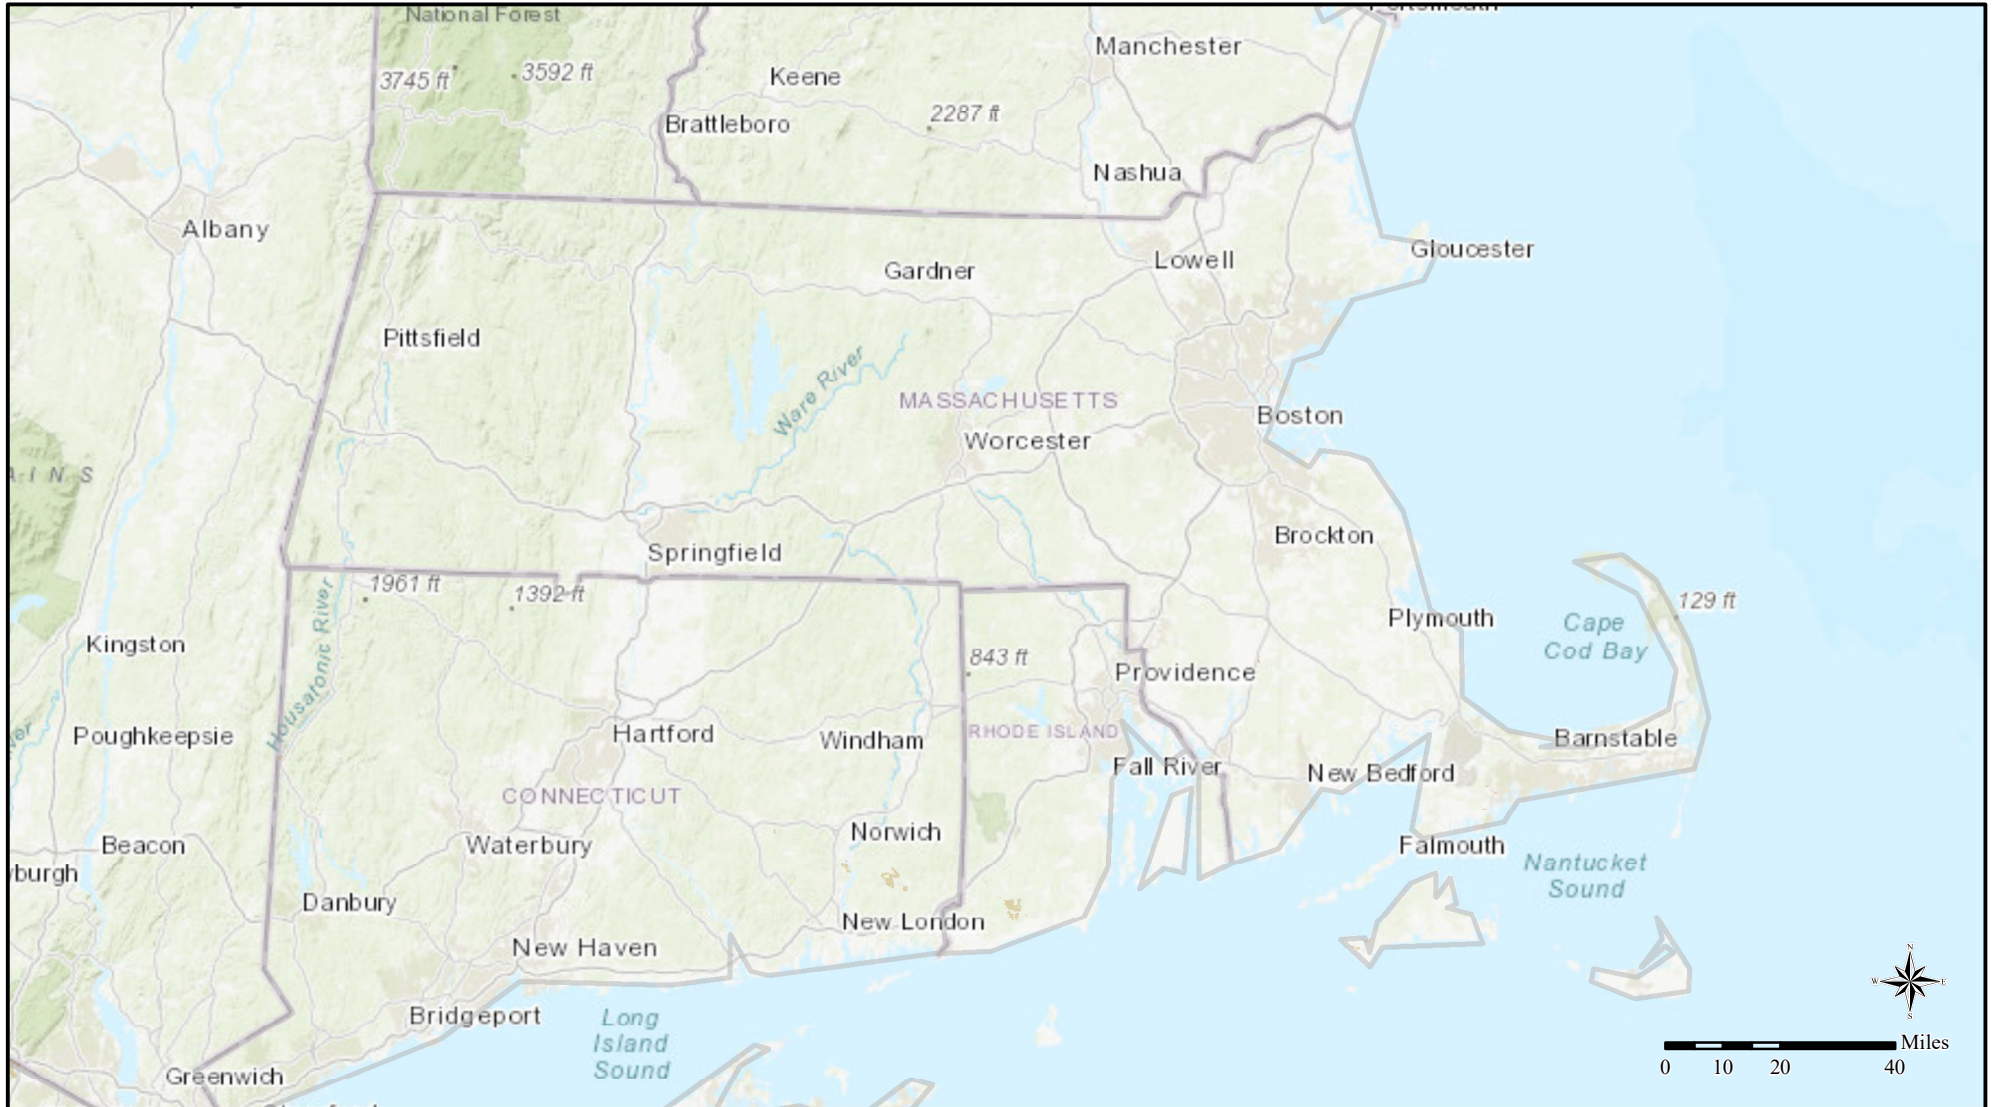 National Forest
Manchester
3745 ft
3592 ft
Keene
2287 ft
Brattleboro
Nashua
Albany
Gloucester
Lowell
Gardner
Pittsfield
Ware River
MASSACHUSETTS
Boston
Worcester
A I N S
Brockton
Springfield
1961 ft
1392 ft
129 ft
Plymouth
Cape
Cod Bay
Housatonic River
Kingston
843 ft
Providence
Poughkeepsie
Hartford
Windham
RHODE ISLAND
Barnstable
Fall River
New Bedford
CONNECTICUT
Norwich
Beacon
Waterbury
Falmouth
Nantucket
Sound
wburgh
Danbury
New London
New Haven
N
W
E
S
Bridgeport
Long
Island
Sound
Miles
0 10 20 40
Greenwich